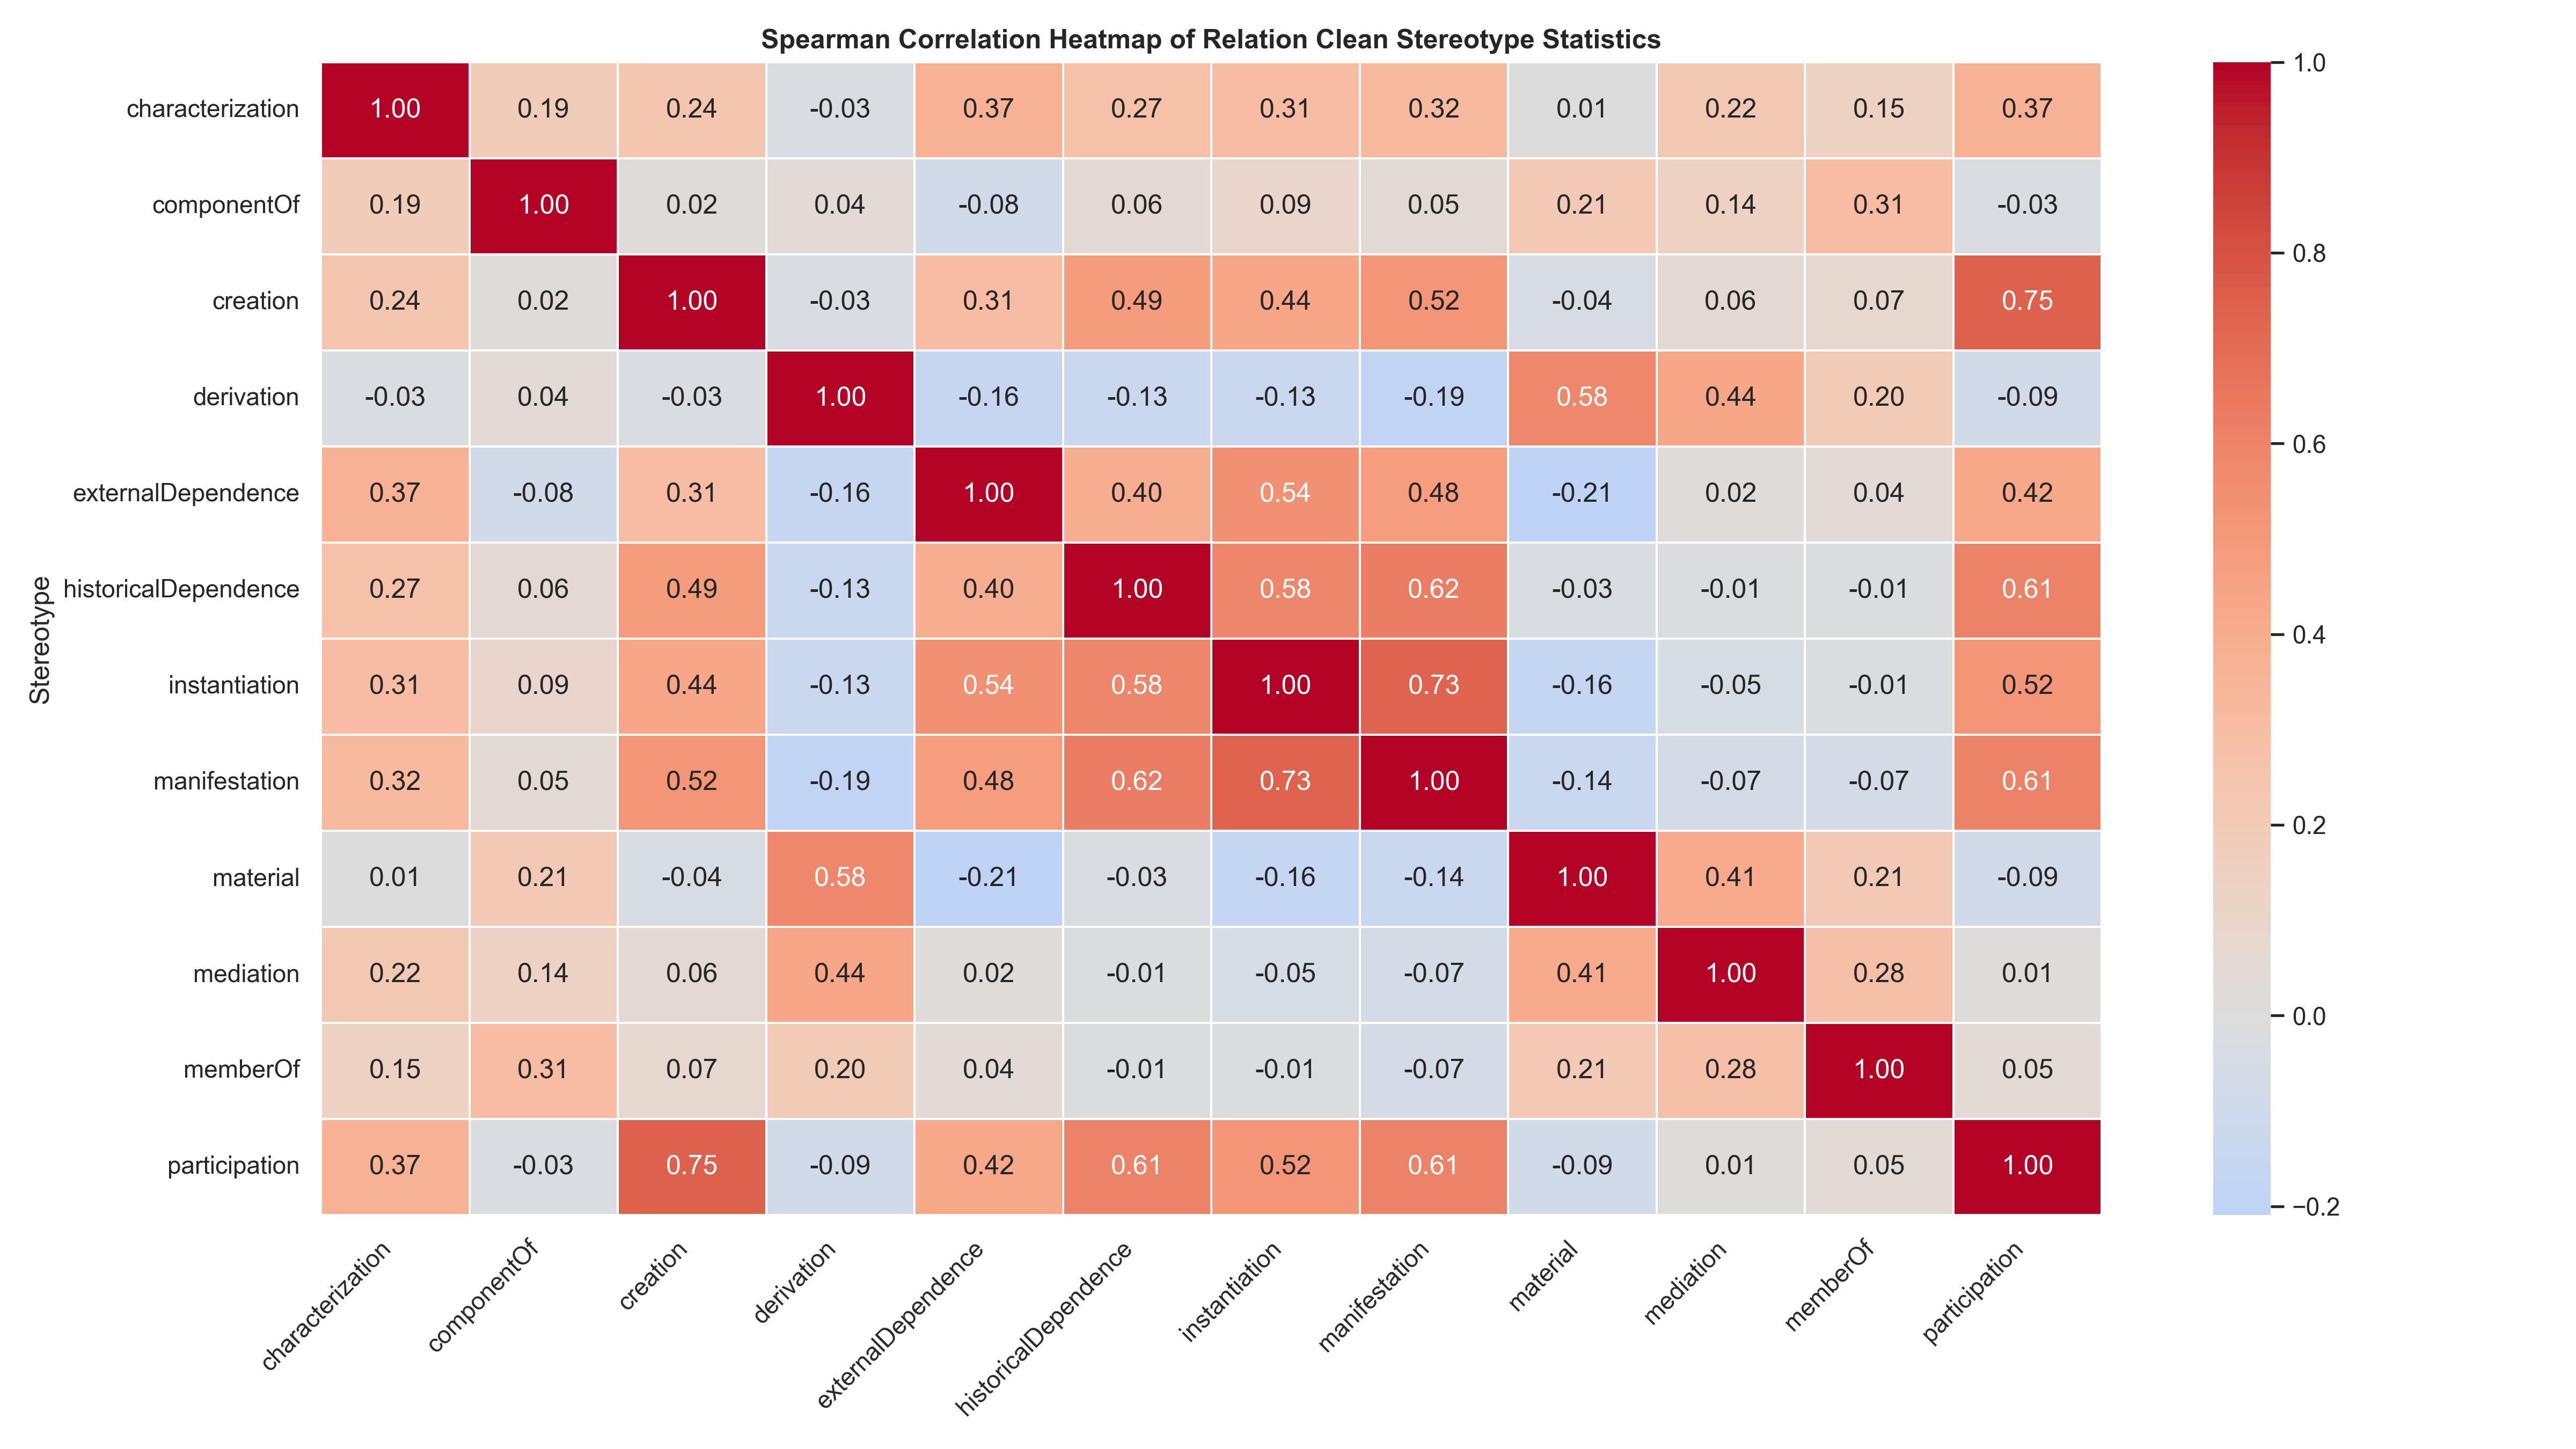 Spearman Correlation Heatmap of Relation Clean Stereotype Statistics
characterization 1.00 0.19 0.24 -0.03 0.37 0.27 0.31 0.32 0.01 0.22 0.15 0.37
componentOf 0.19 1.00 0.02 0.04 -0.08 0.06 0.09 0.05 0.21 0.14 0.31 -0.03
creation 0.24 0.02 1.00 -0.03 0.31 0.49 0.44 0.52 -0.04 0.06 0.07 0.75
derivation -0.03 0.04 -0.03 1.00 -0.16 -0.13 -0.13 -0.19 0.58 0.44 0.20 -0.09
externalDependence 0.37 -0.08 0.31 -0.16 1.00 0.40 0.54 0.48 -0.21 0.02 0.04 0.42
historicalDependence 0.27 0.06 0.49 -0.13 0.40 1.00 0.58 0.62 -0.03 -0.01 -0.01 0.61
instantiation 0.31 0.09 0.44 -0.13 0.54 0.58 1.00 0.73 -0.16 -0.05 -0.01 0.52
manifestation 0.32 0.05 0.52 -0.19 0.48 0.62 0.73 1.00 -0.14 -0.07 -0.07 0.61
material 0.01 0.21 -0.04 0.58 -0.21 -0.03 -0.16 -0.14 1.00 0.41 0.21 -0.09
mediation 0.22 0.14 0.06 0.44 0.02 -0.01 -0.05 -0.07 0.41 1.00 0.28 0.01
memberOf 0.15 0.31 0.07 0.20 0.04 -0.01 -0.01 -0.07 0.21 0.28 1.00 0.05
participation 0.37 -0.03 0.75 -0.09 0.42 0.61 0.52 0.61 -0.09 0.01 0.05 1.00
Stereotype
characterization
componentOf
creation
derivation
externalDependence
historicalDependence
instantiation
manifestation
material
mediation
memberOf
participation
1.0
0.8
0.6
0.4
0.2
0.0
−0.2